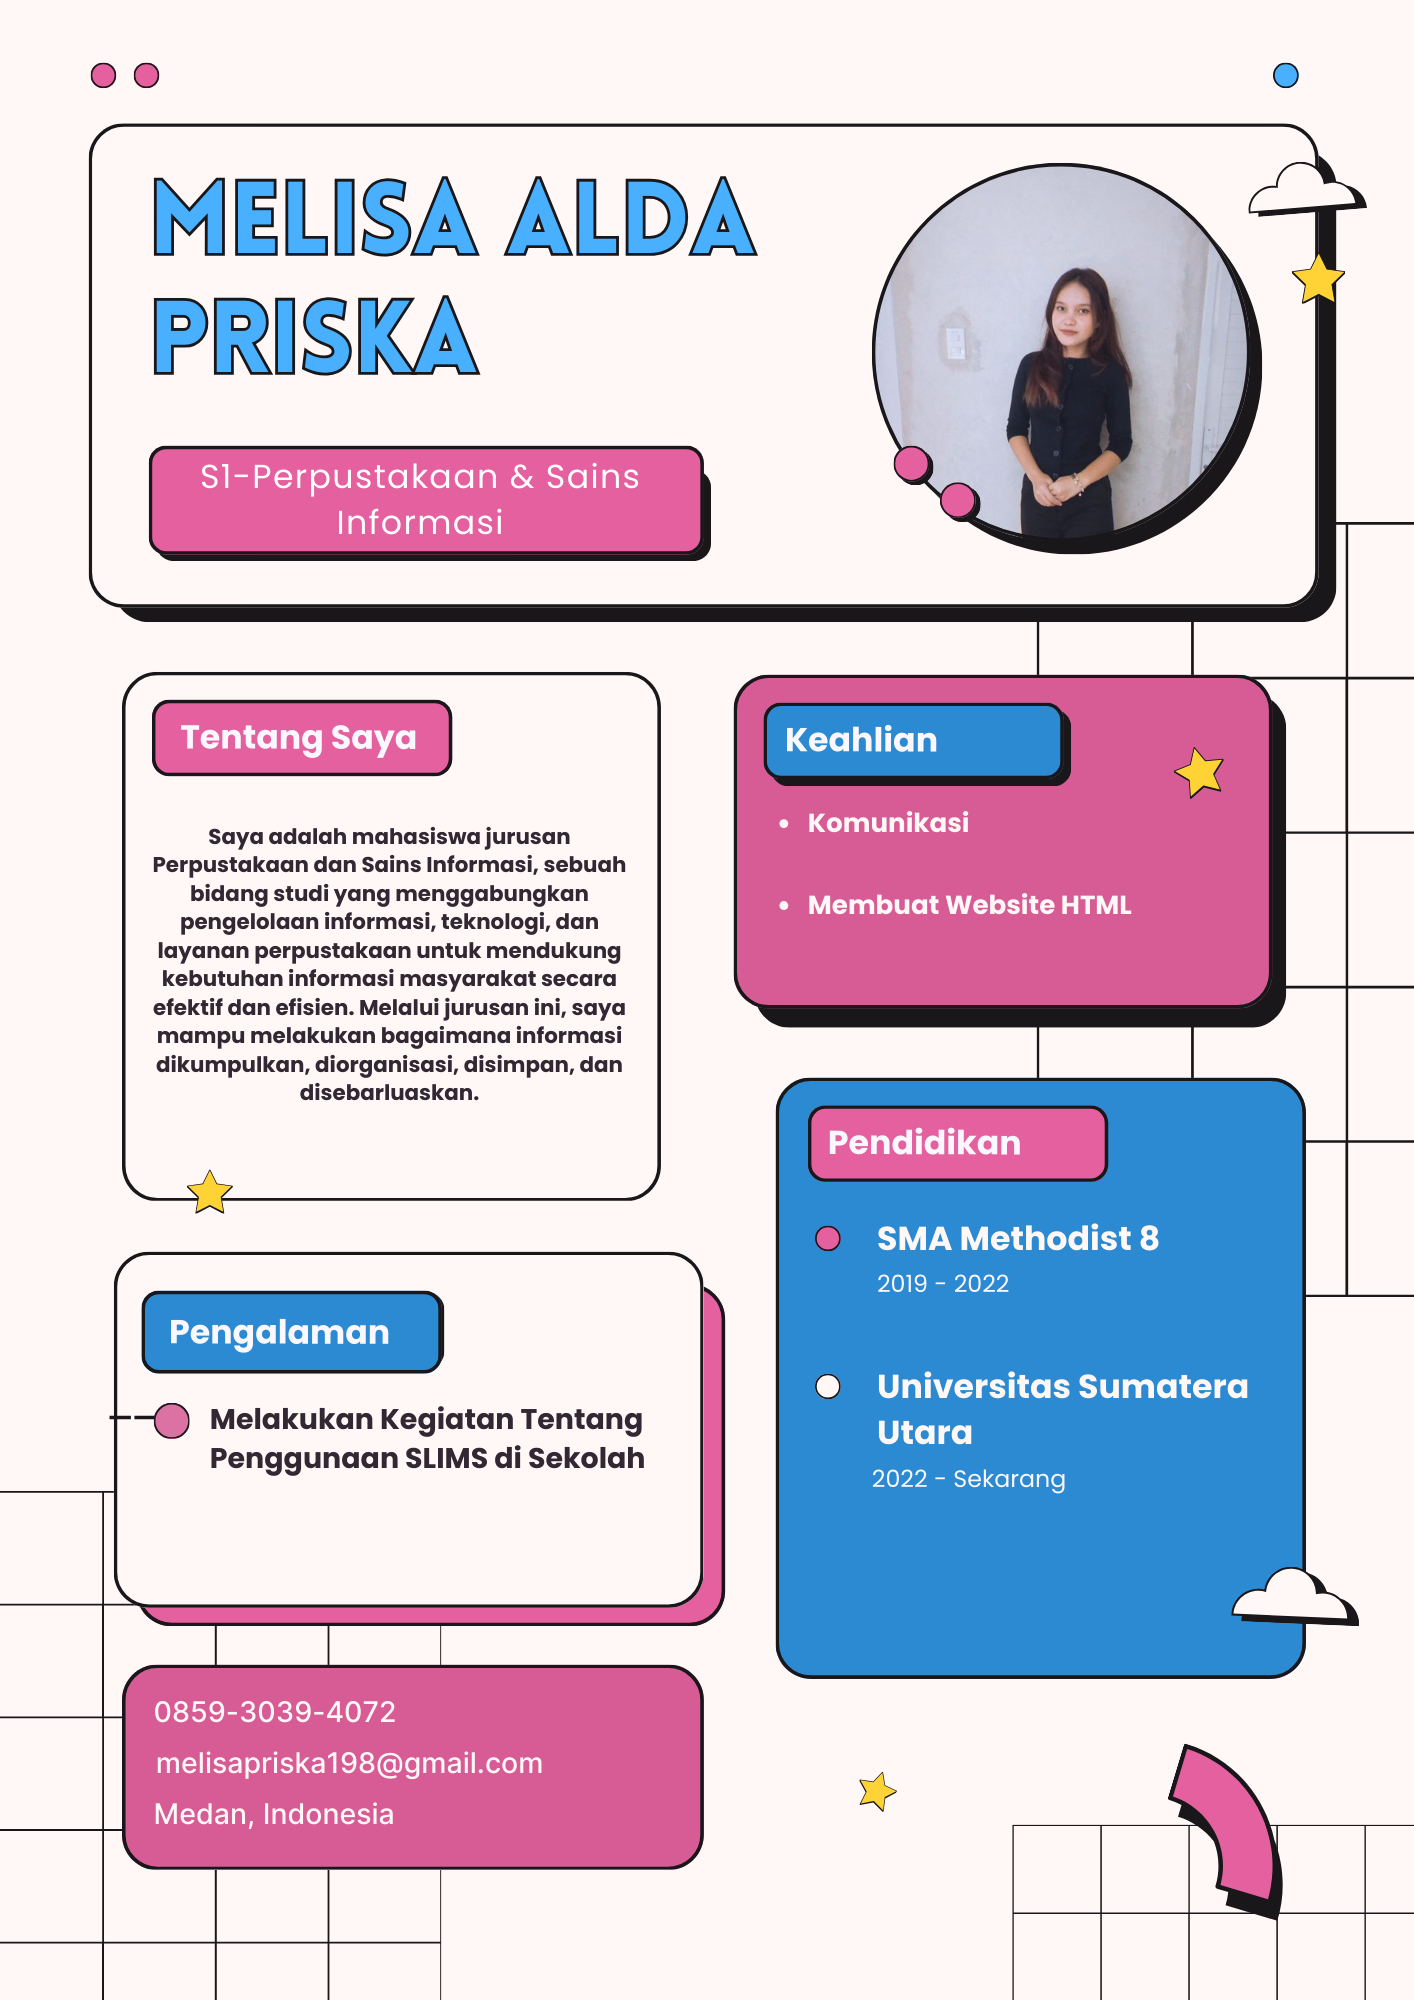 MELISA ALDA
PRISKA
S1-Perpustakaan & Sains
Informasi
Tentang Saya
Saya adalah mahasiswa jurusan
Perpustakaan dan Sains Informasi, sebuah
bidang studi yang menggabungkan
pengelolaan informasi, teknologi, dan
layanan perpustakaan untuk mendukung
kebutuhan informasi masyarakat secara
efektif dan efisien. Melalui jurusan ini, saya
mampu melakukan bagaimana informasi
dikumpulkan, diorganisasi, disimpan, dan
disebarluaskan.
Keahlian
• Komunikasi
• Membuat Website HTML
Pendidikan
SMA Methodist 8
2019 - 2022
Universitas Sumatera
Utara
2022 - Sekarang
Pengalaman
Melakukan Kegiatan Tentang
Penggunaan SLIMS di Sekolah
0859-3039-4072
melisapriska198@gmail.com
Medan, Indonesia